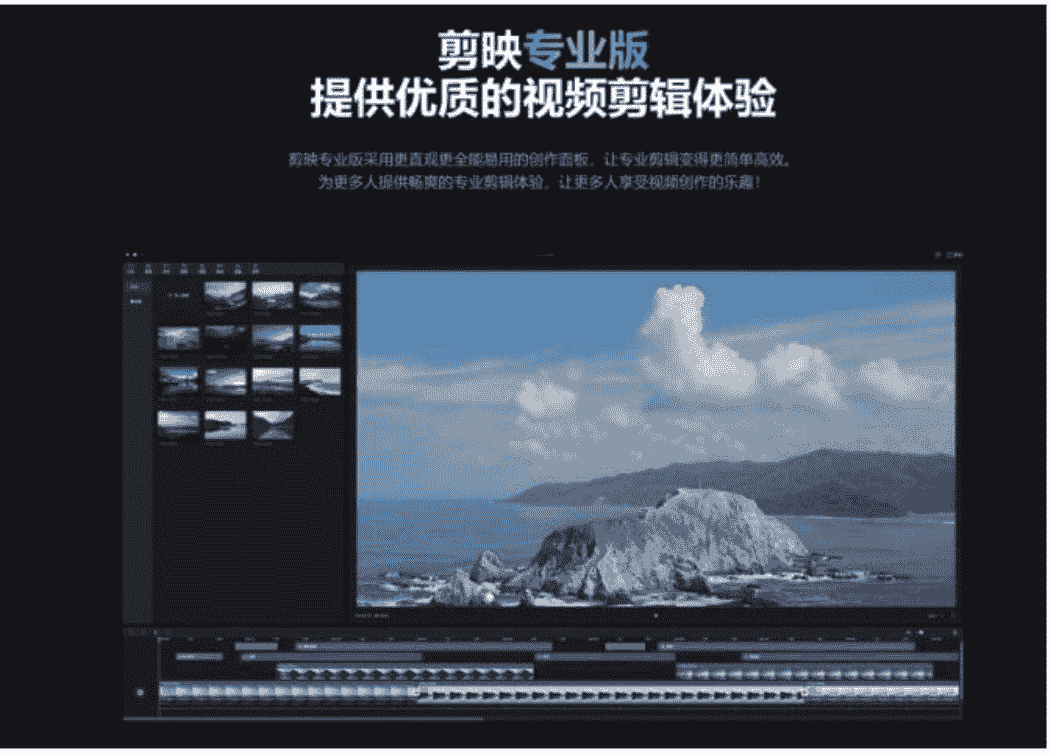 剪映专业版
提供优质的视频剪辑体验
剪映专业版采用更直观更全能易用的创作面板，让专业剪辑变得更简单高效。
为更多人提供畅爽的专业剪辑体验，让更多人享受视频创作的乐趣！